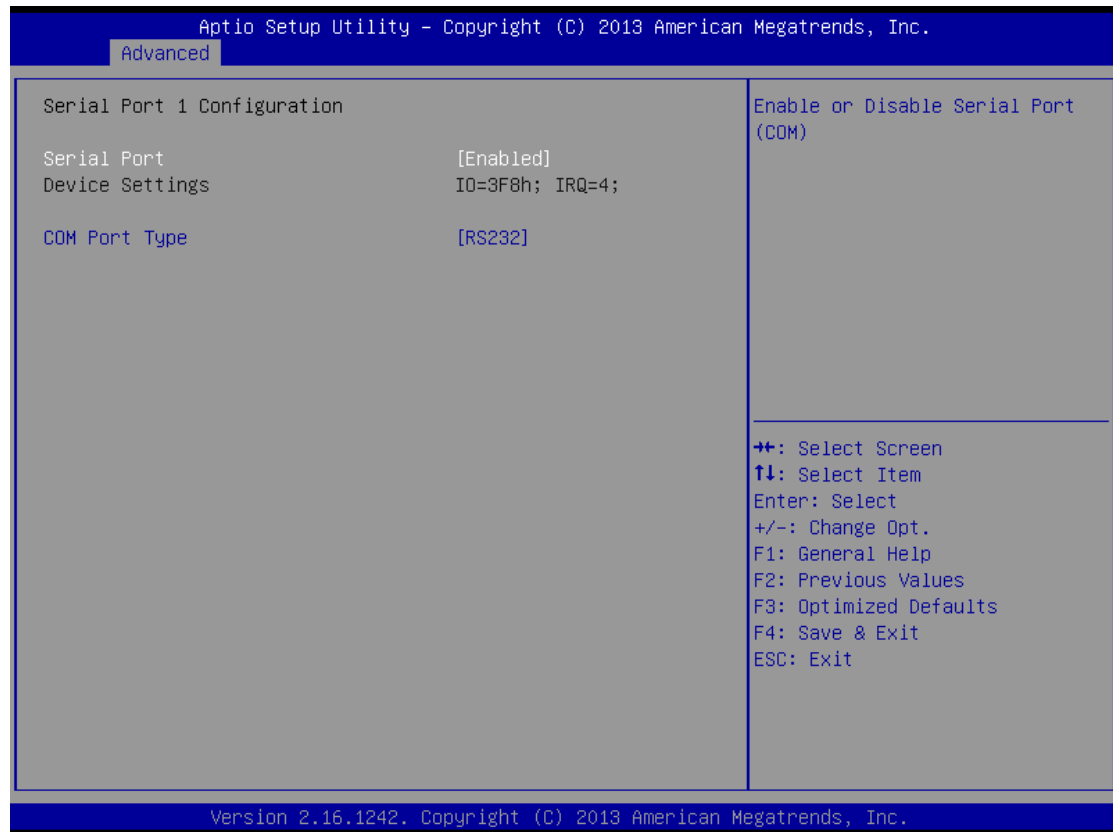 Aptio Setup Utility – Copyright (C) 2013 American Megatrends, Inc.
Advanced
Serial Port 1 Configuration
Serial Port [Enabled]
Device Settings IO=3F8h; IRQ=4;
COM Port Type [RS232]
Enable or Disable Serial Port
(COM)
→←: Select Screen
↑↓: Select Item
Enter: Select
+/-: Change Opt.
F1: General Help
F2: Previous Values
F3: Optimized Defaults
F4: Save & Exit
ESC: Exit
Version 2.16.1242. Copyright (C) 2013 American Megatrends, Inc.